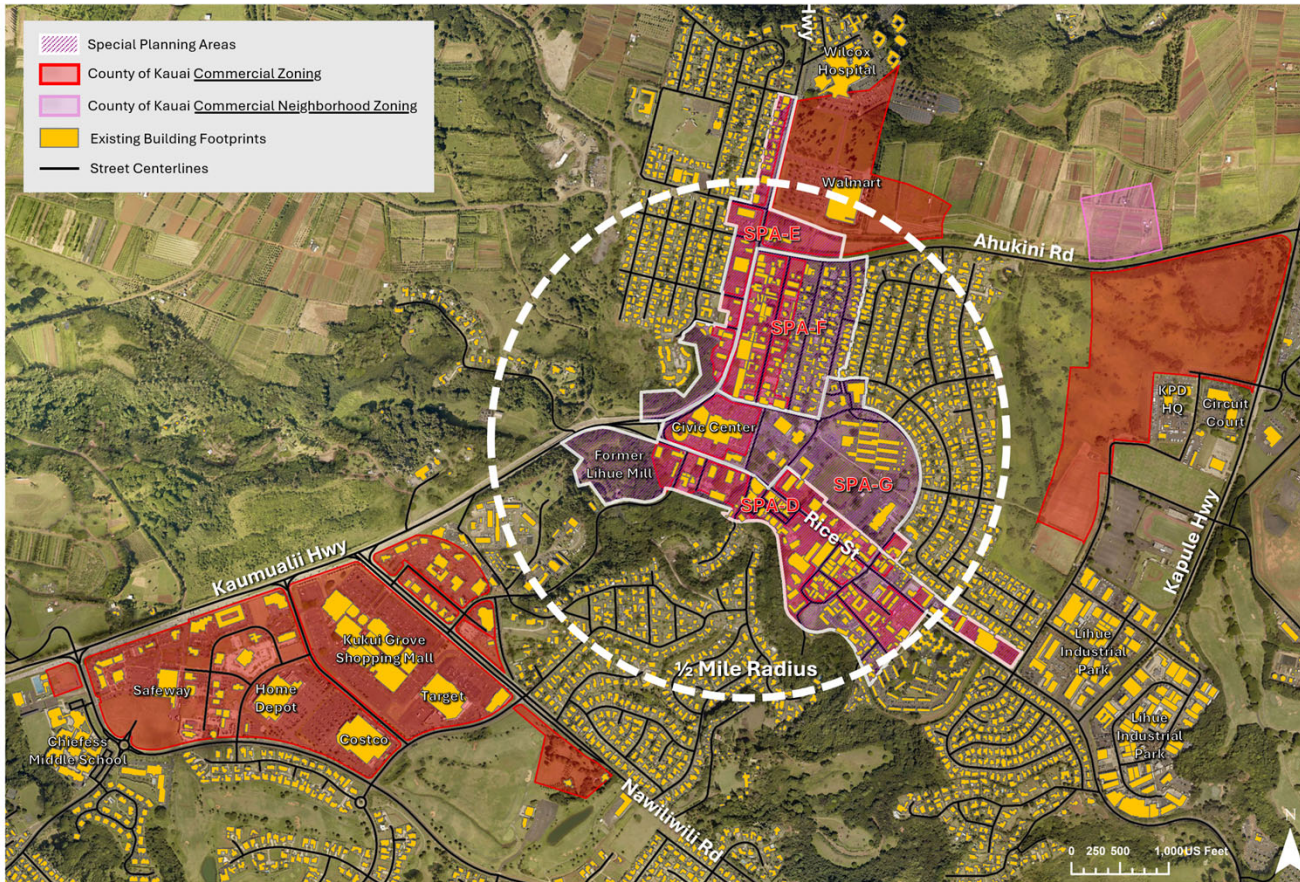 Special Planning Areas
County of Kauai Commercial Zoning
County of Kauai Commercial Neighborhood Zoning
Existing Building Footprints
Street Centerlines
Hwy
Wilcox
Hospital
Walmart
SPA-E
Ahukini Rd
SPA-F
KPD
HQ
Circuit
Court
Civic Center
Former
Lihue Mill
SPA-G
SPA-D
Rice St
Kapule Hwy
Kaumualii Hwy
Kukui Grove
Shopping Mall
½ Mile Radius
Lihue
Industrial
Park
Safeway
Home
Depot
Target
Costco
Chiefess
Middle School
Lihue
Industrial
Park
Nawiliwili Rd
N
0 250 500 1,000 US Feet